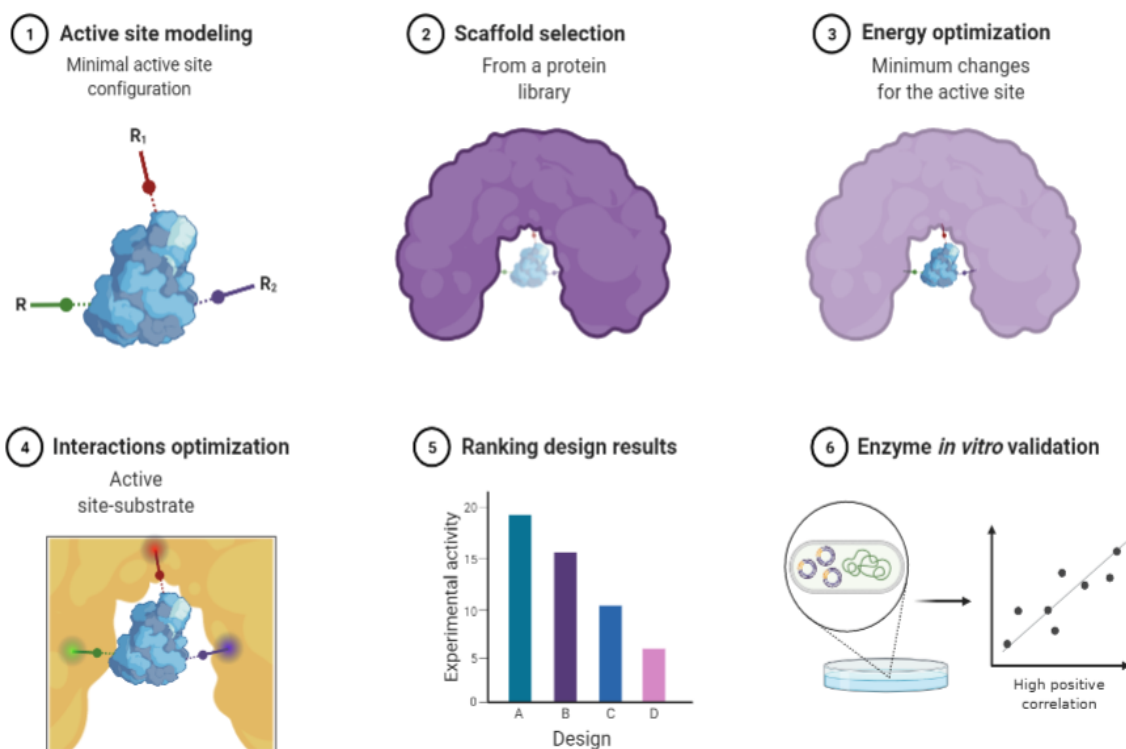 1 Active site modeling
Minimal active site
configuration
R1
R
R2
2 Scaffold selection
From a protein
library
3 Energy optimization
Minimum changes
for the active site
4 Interactions optimization
Active
site-substrate
5 Ranking design results
Experimental activity
20
15
10
5
0
A B C D
Design
6 Enzyme in vitro validation
High positive
correlation